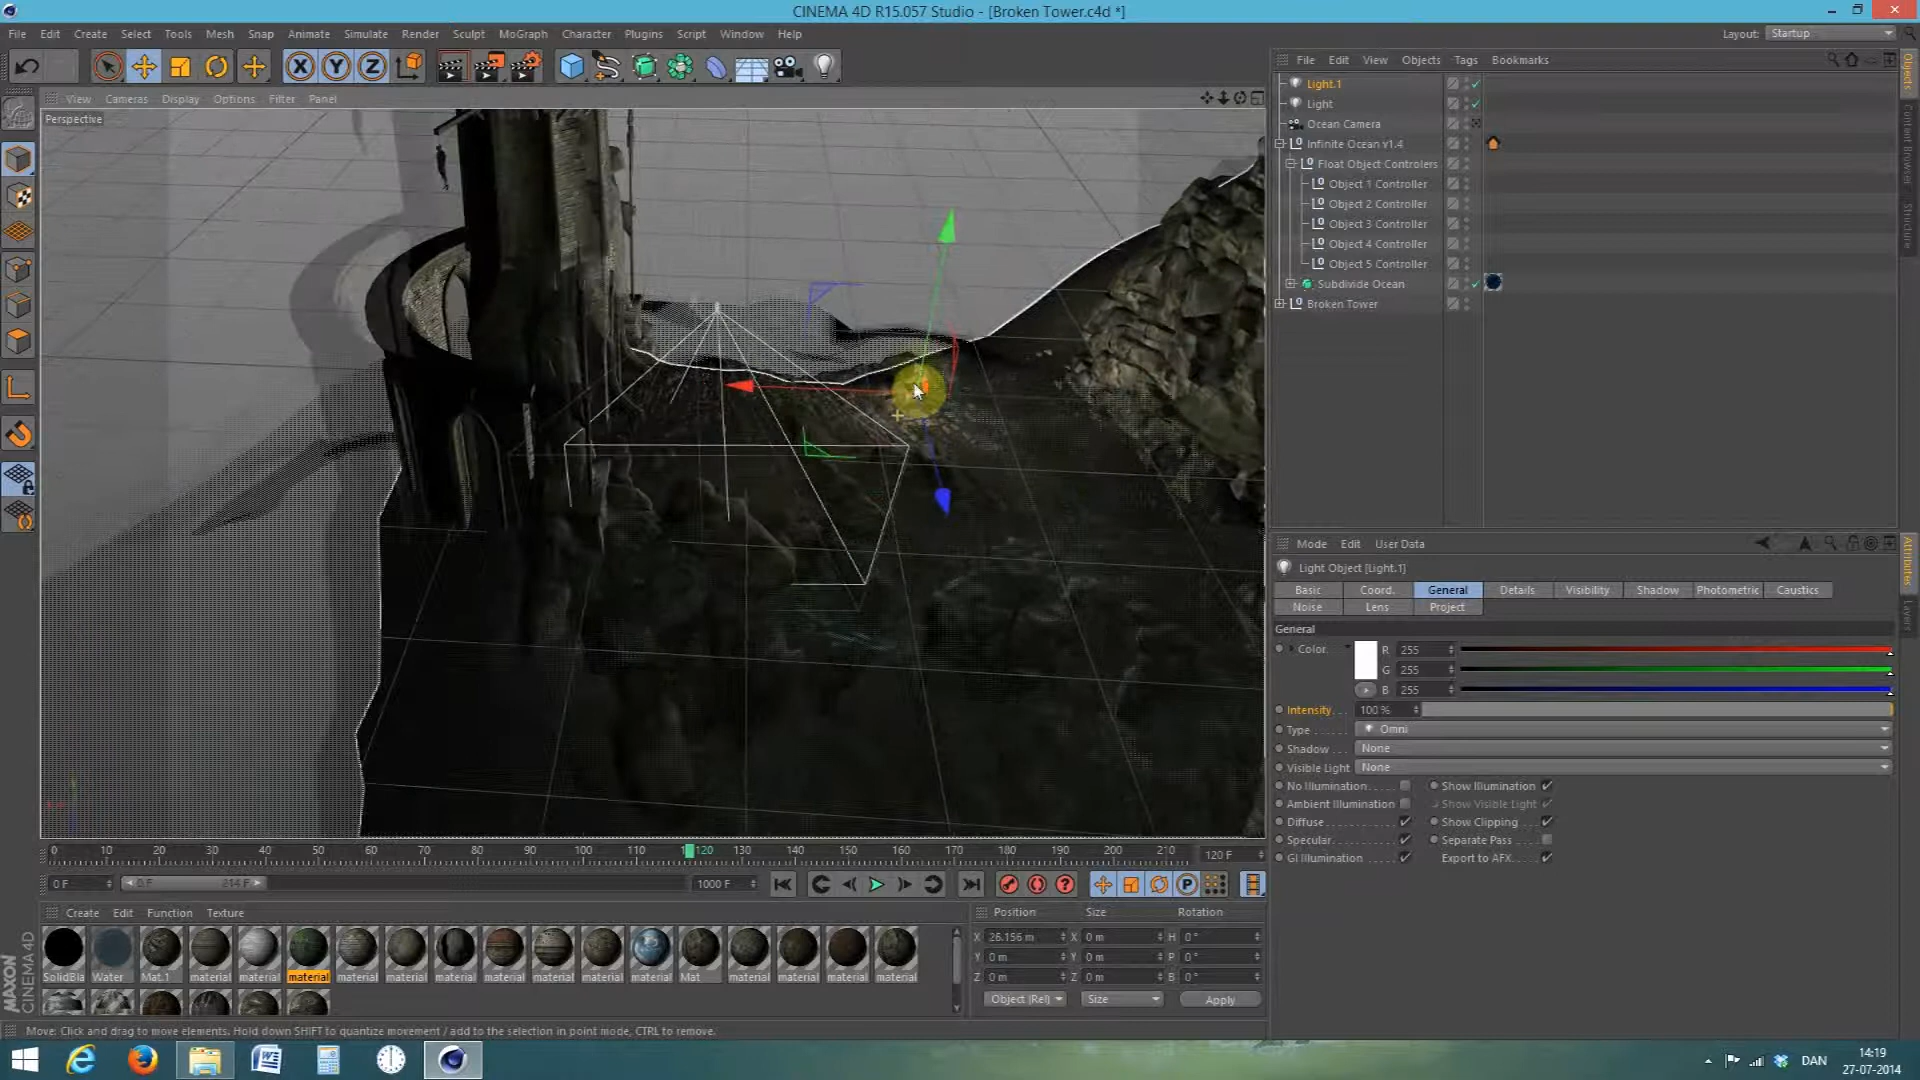 CINEMA 4D R15.057 Studio - [Broken Tower.c4d *]
File Edit Create Select Tools Mesh Snap Animate Simulate Render Sculpt MoGraph Character Plugins Script Window Help
Layout: Startup
X Y Z
View Cameras Display Options Filter Panel
Perspective
File Edit View Objects Tags Bookmarks
Light.1
Light
Ocean Camera
Infinite Ocean v1.4
Float Object Controlers
Object 1 Controller
Object 2 Controller
Object 3 Controller
Object 4 Controller
Object 5 Controller
Subdivide Ocean
Broken Tower
Objects
Content Browser
Structure
Mode Edit User Data
Light Object [Light.1]
Basic Coord. General Details Visibility Shadow Photometric Caustics
Noise Lens Project
General
Color R 255
G 255
B 255
Intensity 100 %
Type Omni
Shadow None
Visible Light None
No Illumination Show Illumination
Ambient Illumination Show Visible Light
Diffuse Show Clipping
Specular Separate Pass
GI Illumination Export to AFX
Attributes
Layers
0 10 20 30 40 50 60 70 80 90 100 110 120 130 140 150 160 170 180 190 200 210 120 F
0 F 0 F 214 F 1000 F
Create Edit Function Texture
SolidBla Water Mat.1 material material material material material material material material material material Mat material material material material
Position Size Rotation
X 26.156 m X 0 m H 0 °
Y 0 m Y 0 m P 0 °
Z 0 m Z 0 m B 0 °
Object (Rel) Size Apply
MAXON CINEMA 4D
Move: Click and drag to move elements. Hold down SHIFT to quantize movement / add to the selection in point mode, CTRL to remove.
DAN
14:19
27-07-2014